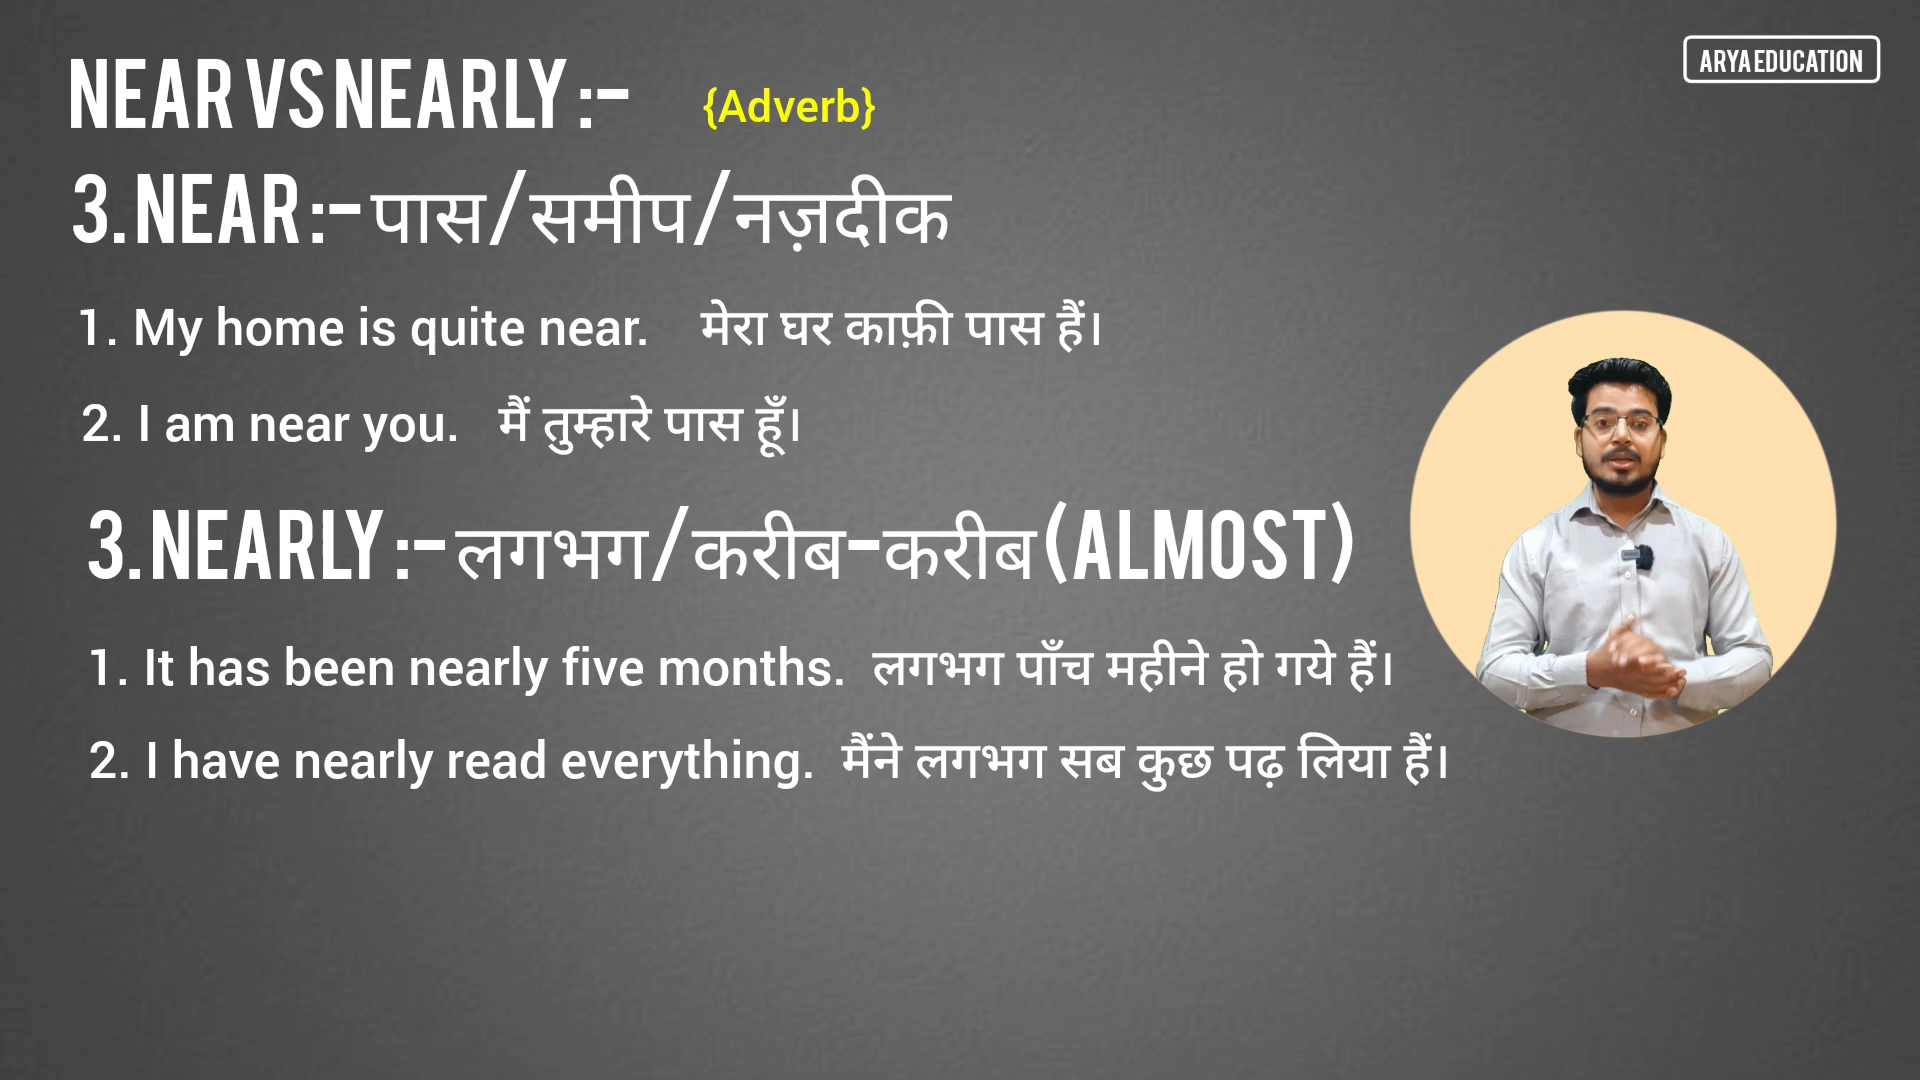 NEAR VS NEARLY :- {Adverb}
ARYA EDUCATION
3. NEAR :- पास/समीप/नज़दीक
1. My home is quite near. मेरा घर काफ़ी पास हैं।
2. I am near you. मैं तुम्हारे पास हूँ।
3. NEARLY :- लगभग/करीब-करीब (ALMOST)
1. It has been nearly five months. लगभग पाँच महीने हो गये हैं।
2. I have nearly read everything. मैंने लगभग सब कुछ पढ़ लिया हैं।